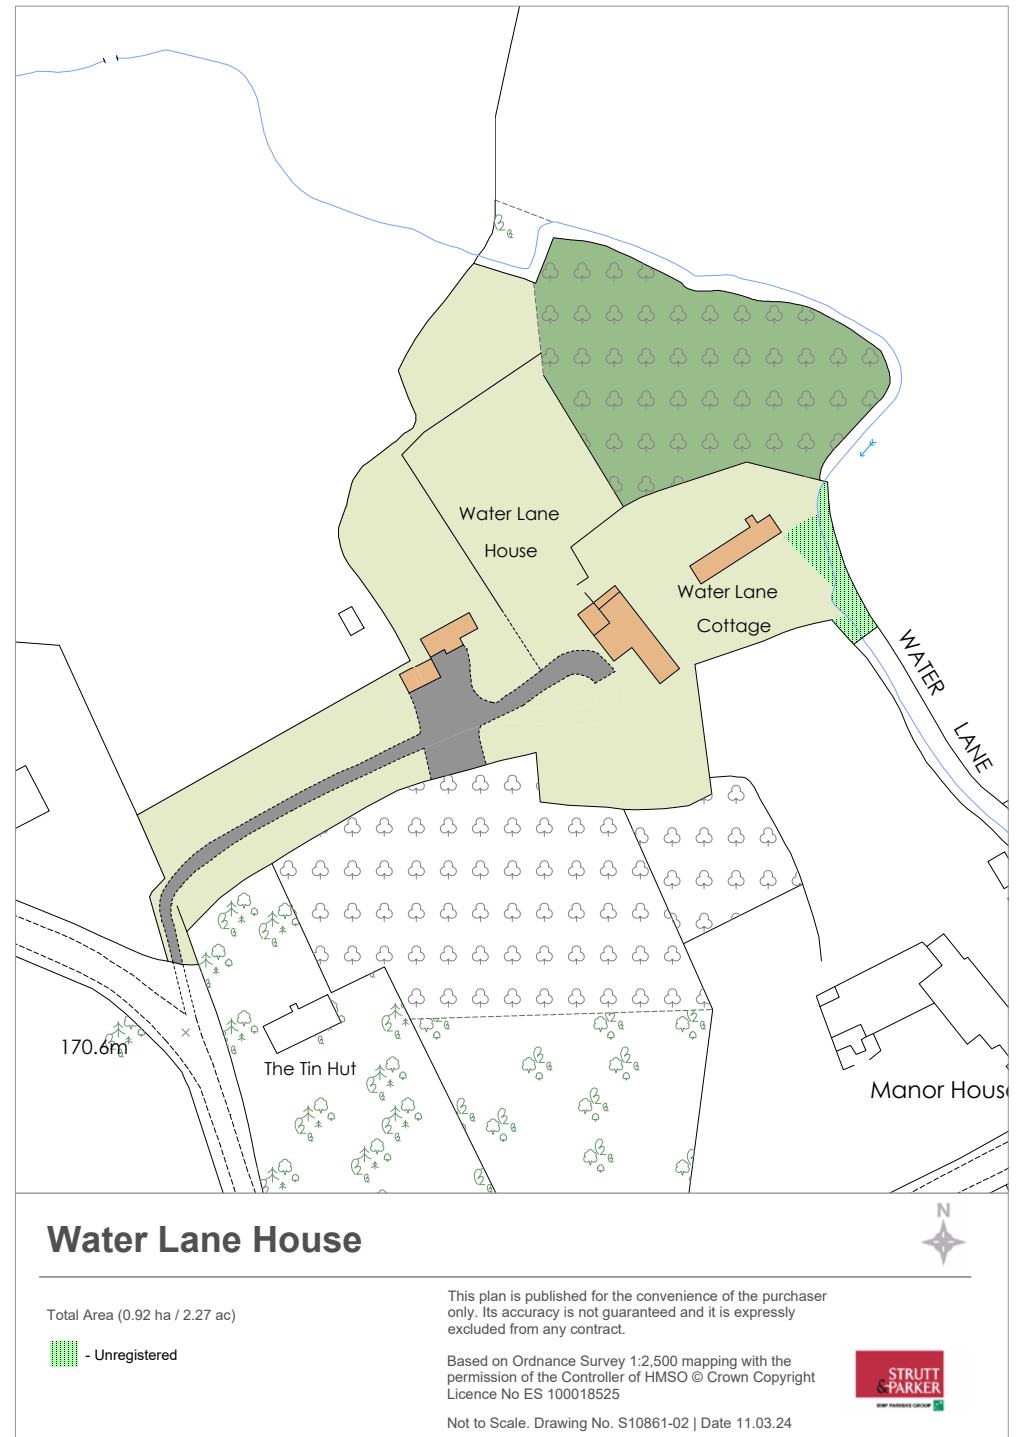 Water Lane
House
Water Lane
Cottage
WATER
LANE
170.6m
The Tin Hut
Manor House
Water Lane House
N
Total Area (0.92 ha / 2.27 ac)
- Unregistered
This plan is published for the convenience of the purchaser
only. Its accuracy is not guaranteed and it is expressly
excluded from any contract.
Based on Ordnance Survey 1:2,500 mapping with the
permission of the Controller of HMSO © Crown Copyright
Licence No ES 100018525
Not to Scale. Drawing No. S10861-02 | Date 11.03.24
STRUTT
&PARKER
BNP PARIBAS GROUP